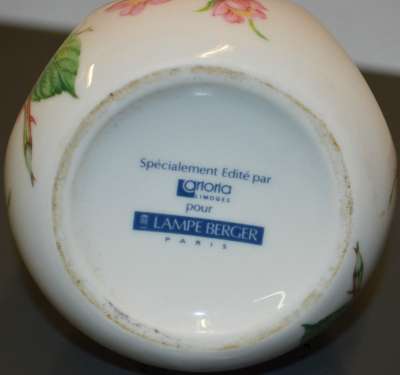 Spécialement Edité par
artoria
LIMOGES
pour
LAMPE BERGER
PARIS